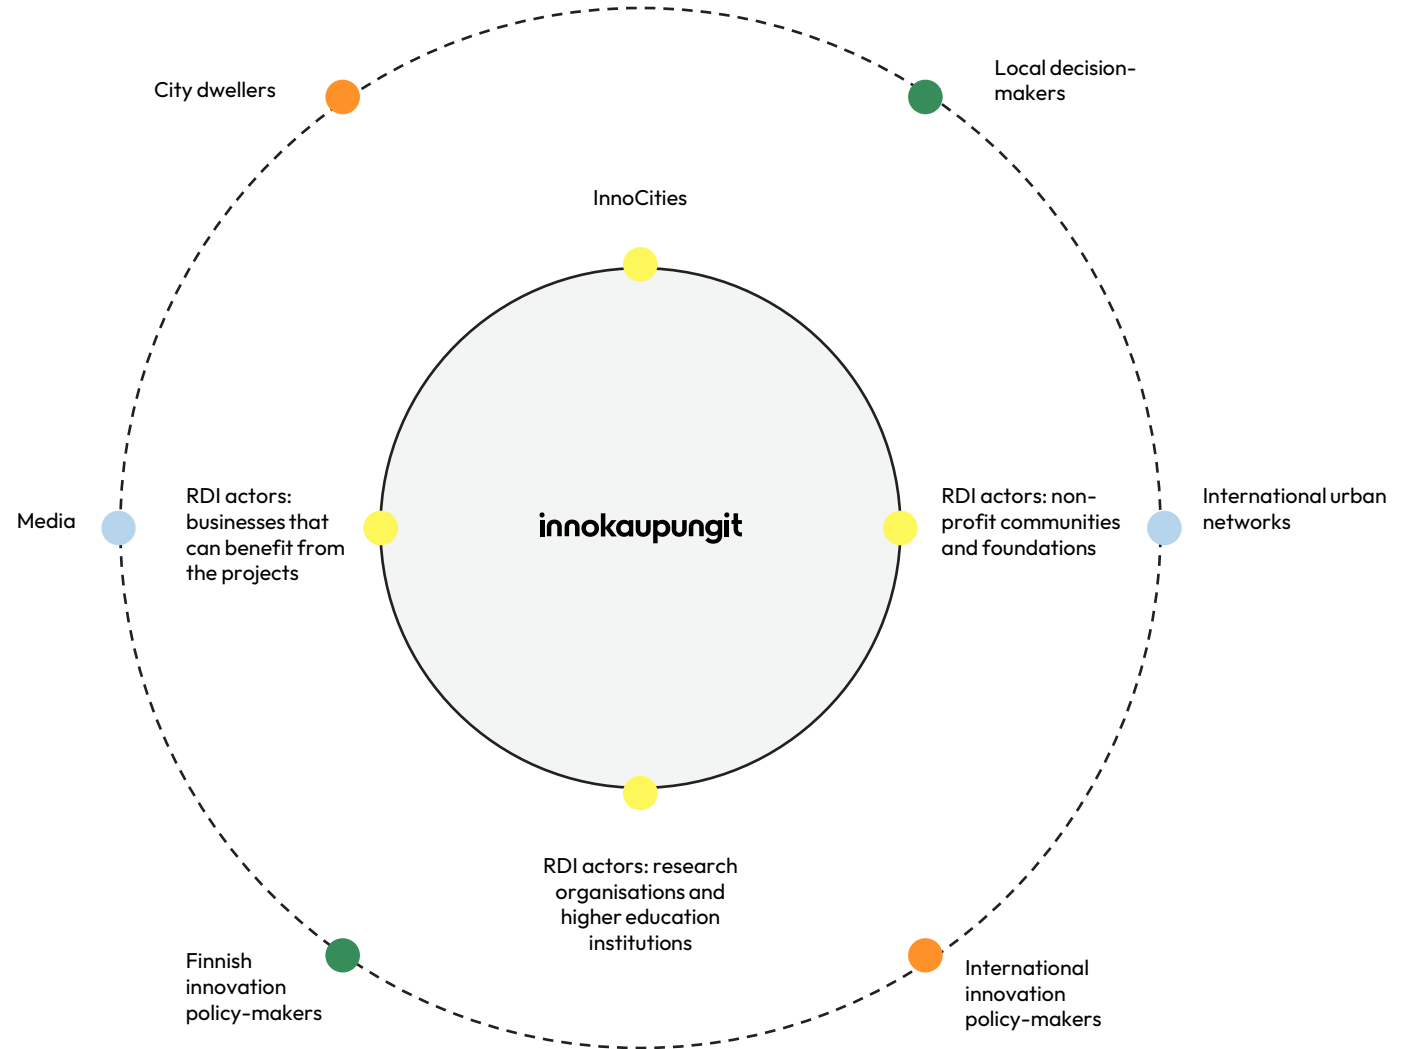 City dwellers
Local decision-
makers
InnoCities
Media
RDI actors:
businesses that
can benefit from
the projects
innokaupungit
RDI actors: non-
profit communities
and foundations
International urban
networks
RDI actors: research
organisations and
higher education
institutions
Finnish
innovation
policy-makers
International
innovation
policy-makers